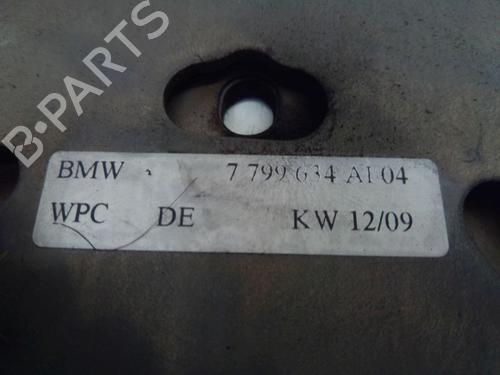 B·PARTS
BMW 7 799 634 AI 04
WPC DE KW 12/09